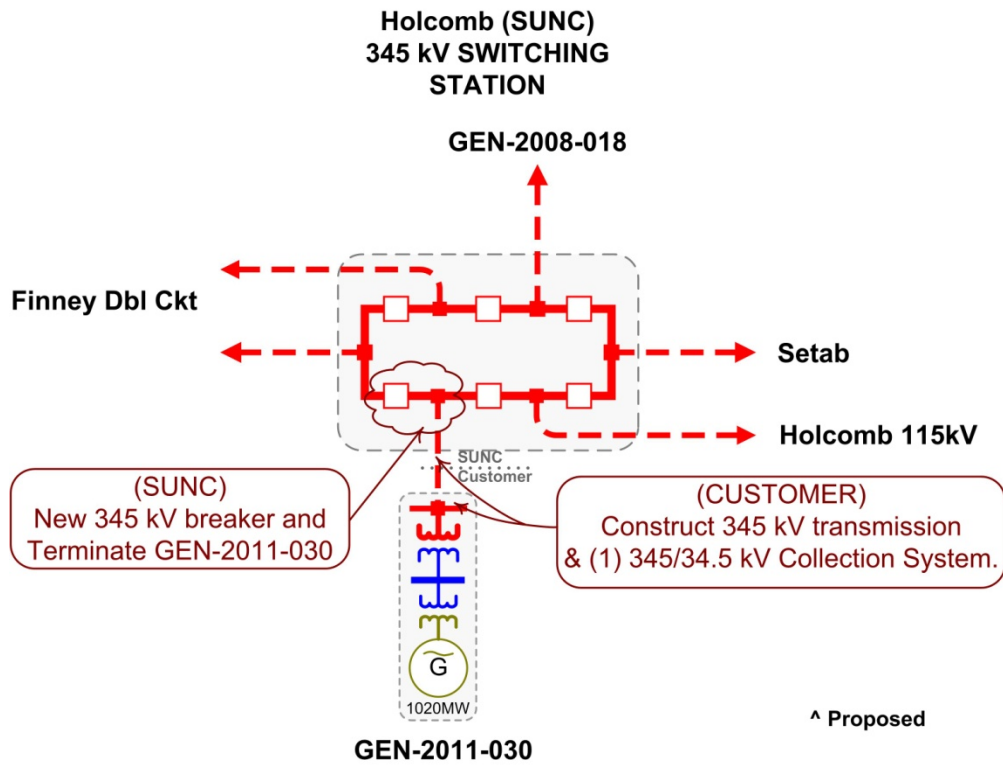 Holcomb (SUNC)
345 kV SWITCHING
STATION
GEN-2008-018
Finney Dbl Ckt
Setab
Holcomb 115kV
SUNC
Customer
(SUNC)
New 345 kV breaker and
Terminate GEN-2011-030
(CUSTOMER)
Construct 345 kV transmission
& (1) 345/34.5 kV Collection System.
G
1020MW
^ Proposed
GEN-2011-030